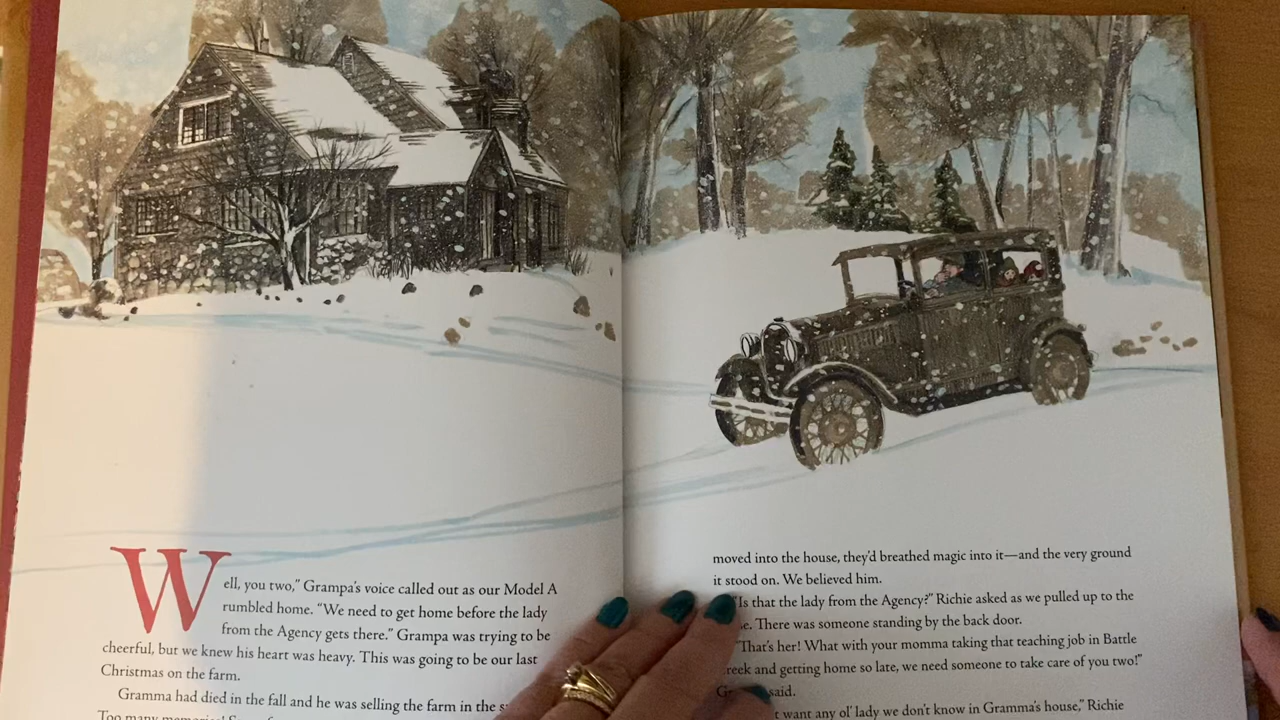 Well, you two,” Grampa’s voice called out as our Model A
rumbled home. “We need to get home before the lady
from the Agency gets there.” Grampa was trying to be
cheerful, but we knew his heart was heavy. This was going to be our last
Christmas on the farm.
Gramma had died in the fall and he was selling the farm in the
Too many
moved into the house, they’d breathed magic into it—and the very ground
it stood on. We believed him.
“Is that the lady from the Agency?” Richie asked as we pulled up to the
There was someone standing by the back door.
“That’s her! What with your momma taking that teaching job in Battle
and getting home so late, we need someone to take care of you two!”
said.
want any ol’ lady we don’t know in Gramma’s house,” Richie